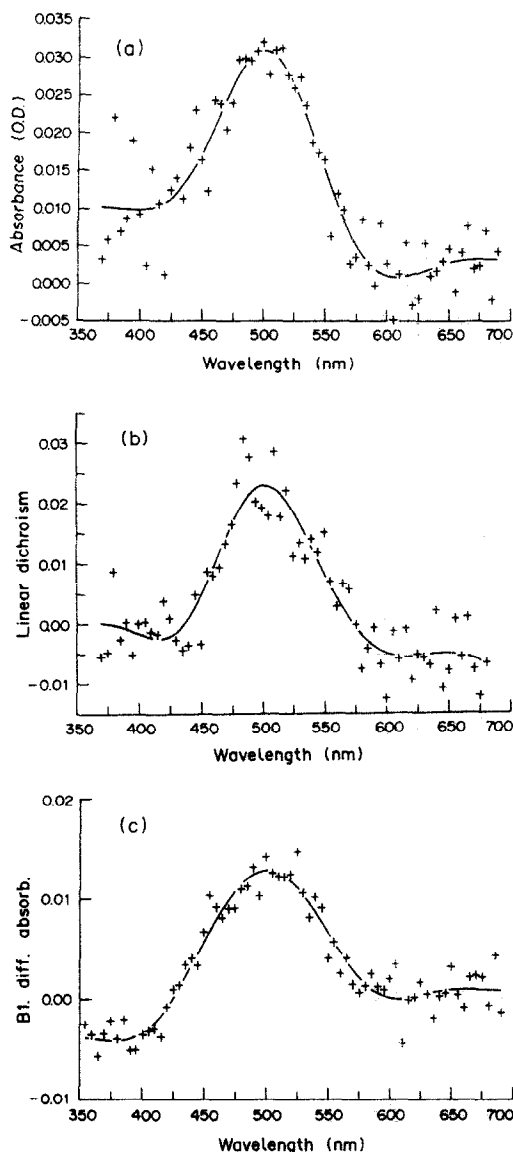 (a)
Absorbance (O.D.)
0.035
0.030
0.025
0.020
0.015
0.010
0.005
0.000
-0.005
350 400 450 500 550 600 650 700
Wavelength (nm)
(b)
Linear dichroism
0.03
0.02
0.01
0.00
-0.01
350 400 450 500 550 600 650 700
Wavelength (nm)
(c)
Bl. diff. absorb.
0.02
0.01
0.00
-0.01
350 400 450 500 550 600 650 700
Wavelength (nm)